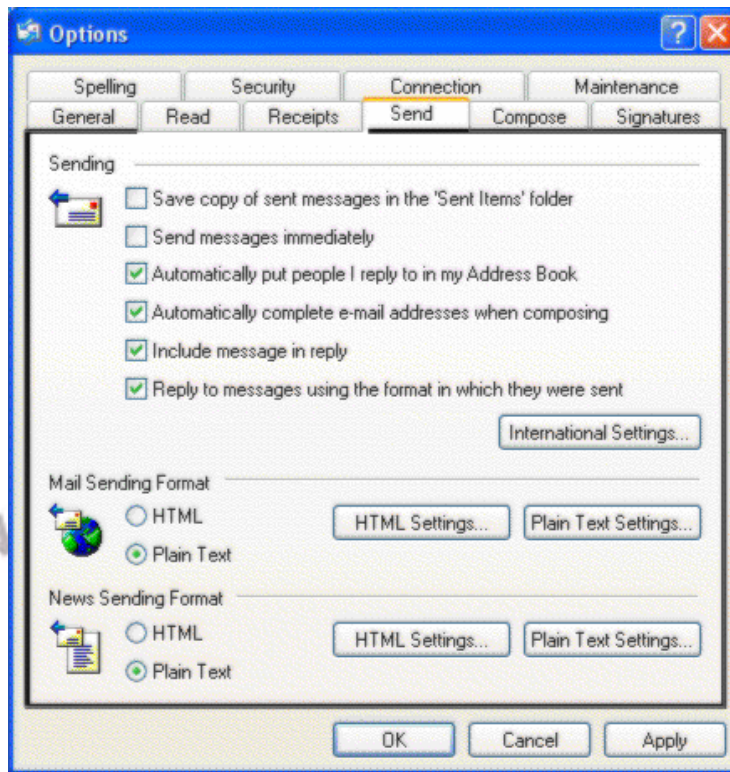 Options
Spelling Security Connection Maintenance
General Read Receipts Send Compose Signatures
Sending
Save copy of sent messages in the 'Sent Items' folder
Send messages immediately
Automatically put people I reply to in my Address Book
Automatically complete e-mail addresses when composing
Include message in reply
Reply to messages using the format in which they were sent
International Settings...
Mail Sending Format
HTML HTML Settings... Plain Text Settings...
Plain Text
News Sending Format
HTML HTML Settings... Plain Text Settings...
Plain Text
OK Cancel Apply